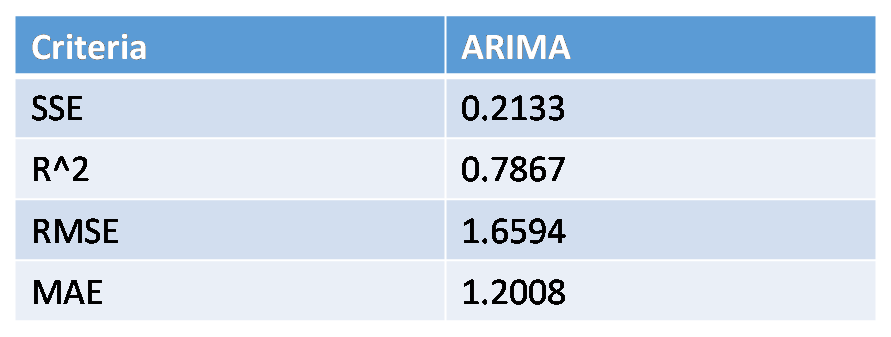 Criteria ARIMA
SSE 0.2133
R^2 0.7867
RMSE 1.6594
MAE 1.2008